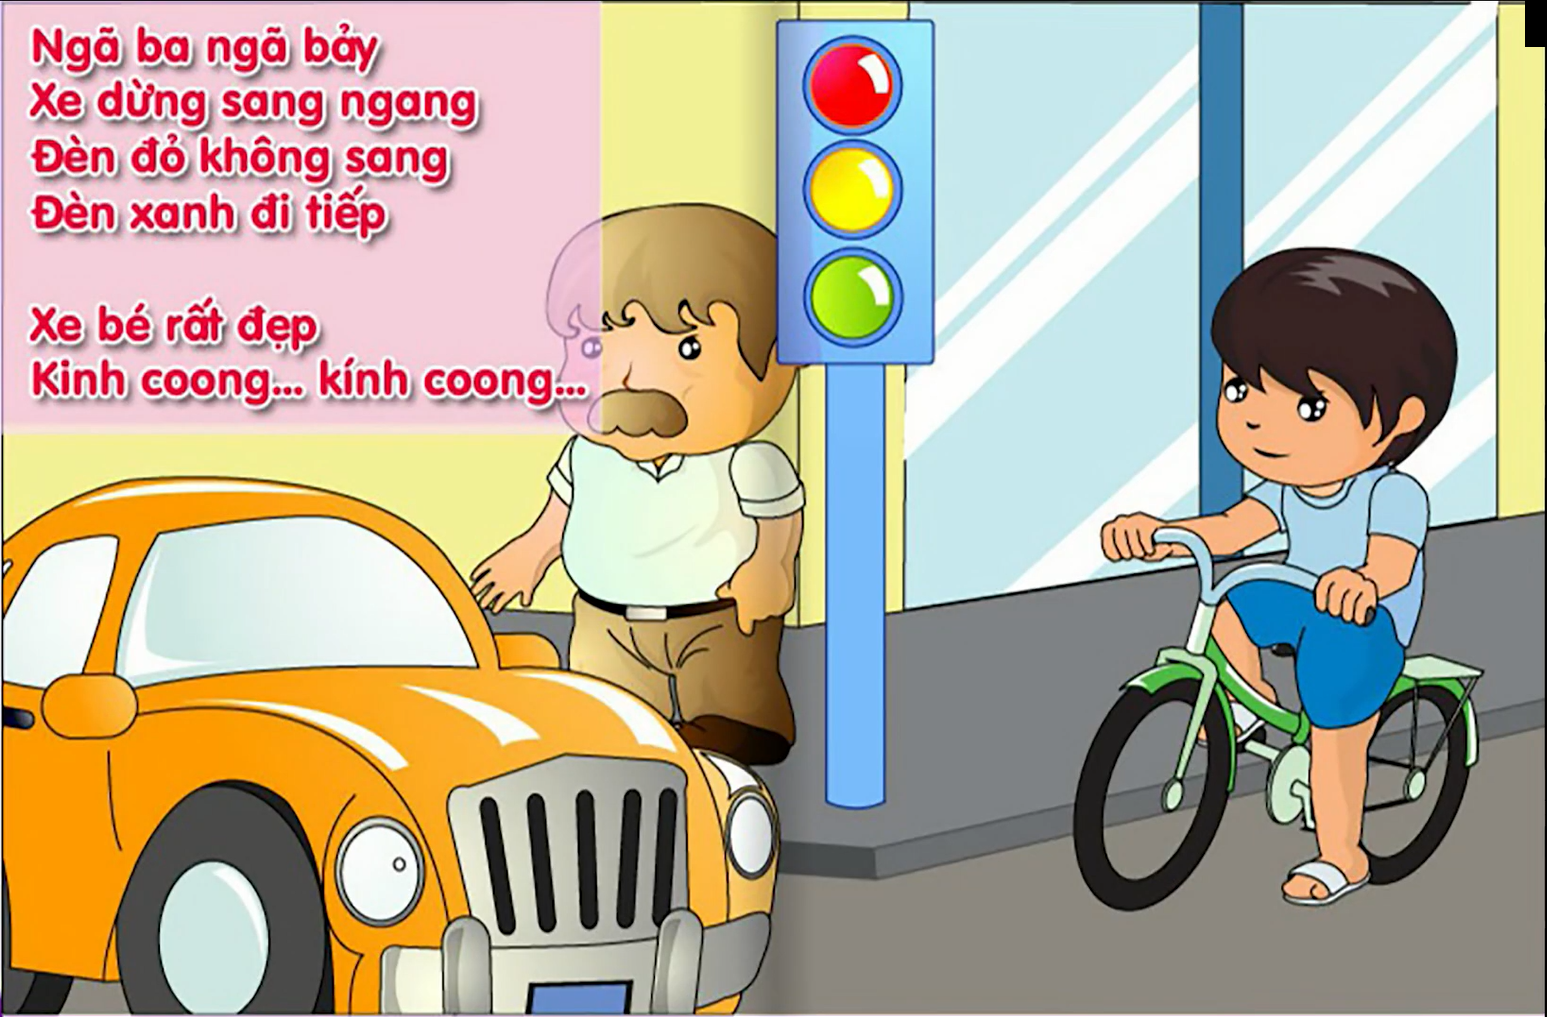 Ngã ba ngã bảy
Xe dừng sang ngang
Đèn đỏ không sang
Đèn xanh đi tiếp
Xe bé rất đẹp
Kinh coong... kính coong...